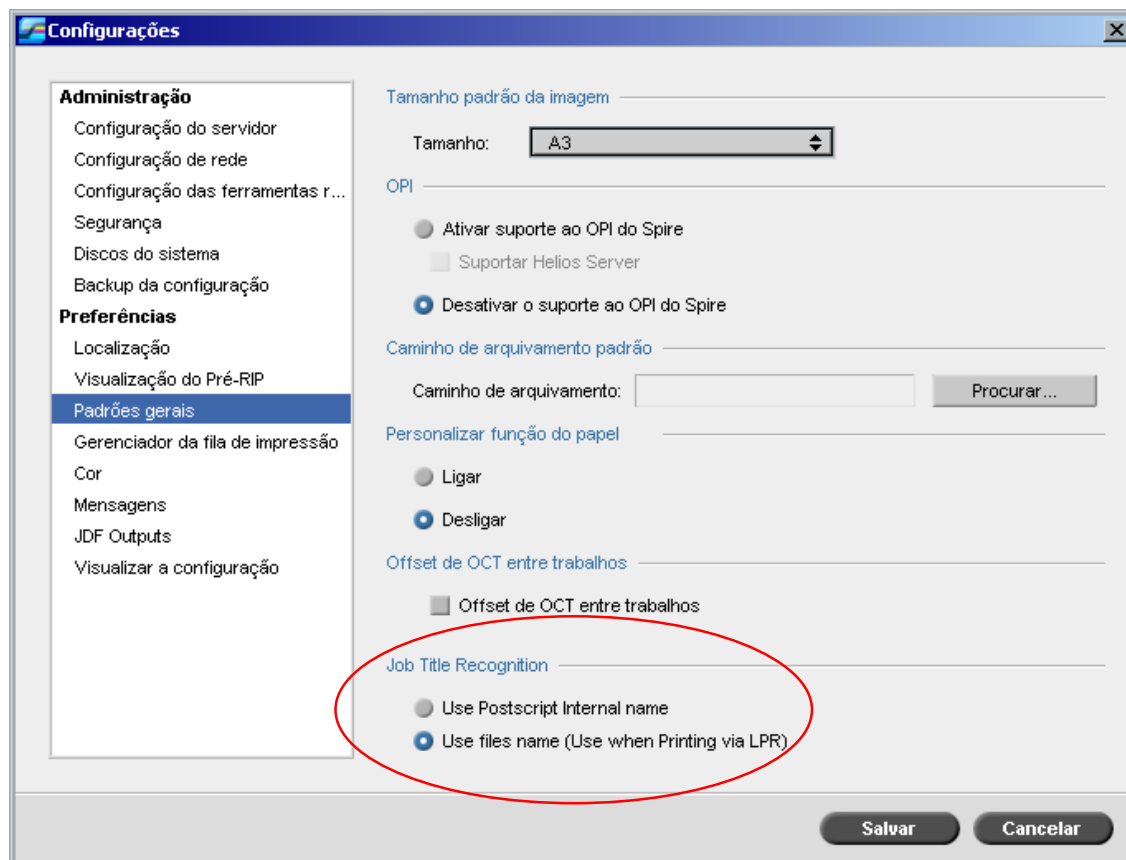 Configurações
Administração
Configuração do servidor
Configuração de rede
Configuração das ferramentas r...
Segurança
Discos do sistema
Backup da configuração
Preferências
Localização
Visualização do Pré-RIP
Padrões gerais
Gerenciador da fila de impressão
Cor
Mensagens
JDF Outputs
Visualizar a configuração
Tamanho padrão da imagem
Tamanho: A3
OPI
Ativar suporte ao OPI do Spire
Suportar Helios Server
Desativar o suporte ao OPI do Spire
Caminho de arquivamento padrão
Caminho de arquivamento: Procurar...
Personalizar função do papel
Ligar
Desligar
Offset de OCT entre trabalhos
Offset de OCT entre trabalhos
Job Title Recognition
Use Postscript Internal name
Use files name (Use when Printing via LPR)
Salvar Cancelar